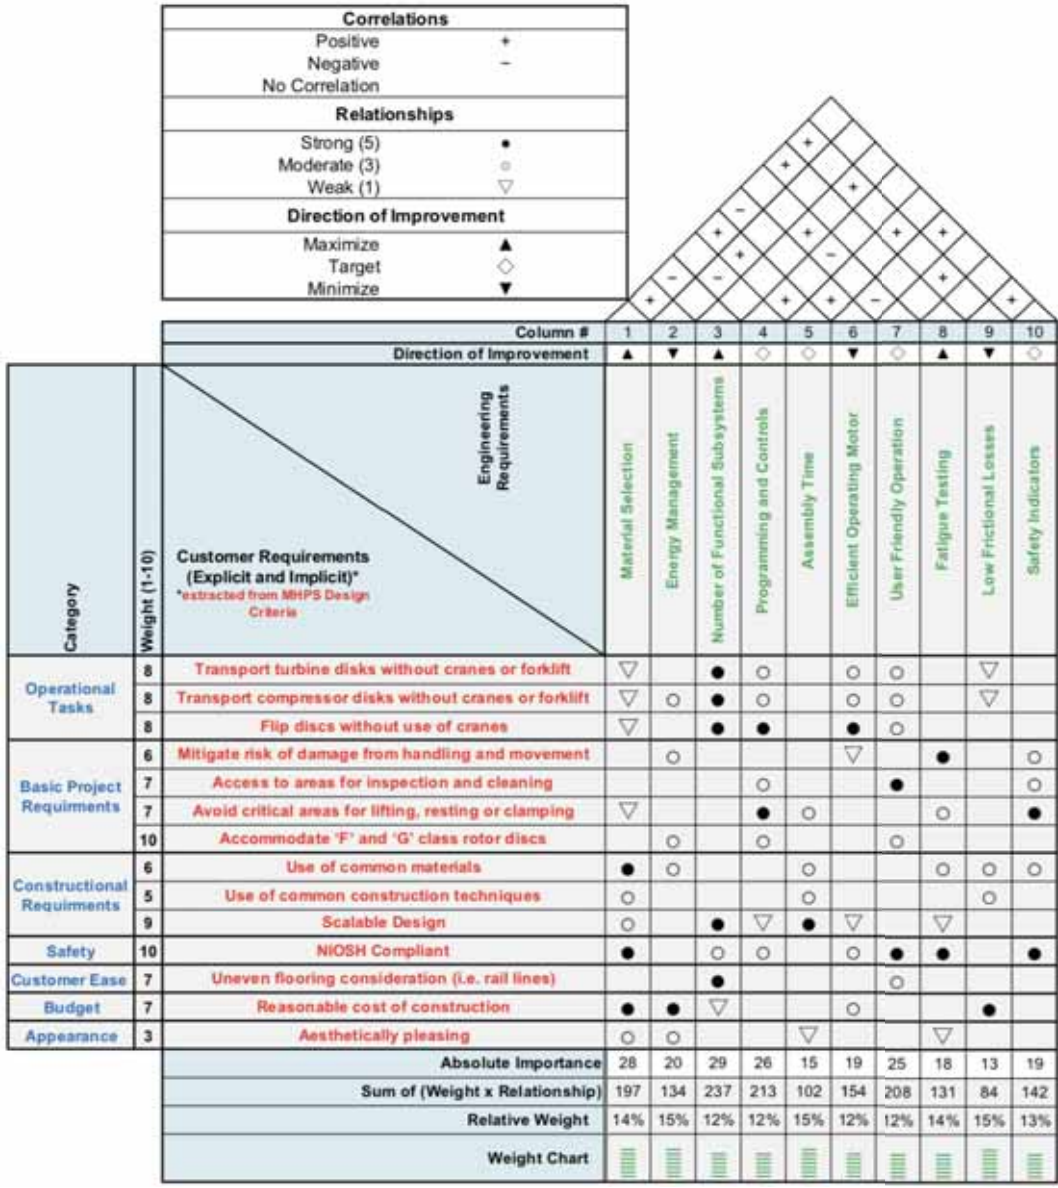 Correlations
Positive +
Negative −
No Correlation
Relationships
Strong (5) ●
Moderate (3) ○
Weak (1) ▽
Direction of Improvement
Maximize ▲
Target ◇
Minimize ▼
+
+
+
− + +
+ + − +
− − − +
+ + + − +
Column # 1 2 3 4 5 6 7 8 9 10
Direction of Improvement ▲ ▼ ▲ ◇ ◇ ▼ ◇ ▲ ▼ ◇
Category
Weight (1-10)
Engineering
Requirements
Customer Requirements
(Explicit and Implicit)*
*extracted from MHPS Design
Criteria
Material Selection
Energy Management
Number of Functional Subsystems
Programming and Controls
Assembly Time
Efficient Operating Motor
User Friendly Operation
Fatigue Testing
Low Frictional Losses
Safety Indicators
Operational
Tasks
8 Transport turbine disks without cranes or forklift ▽ ● ○ ○ ○ ▽
8 Transport compressor disks without cranes or forklift ▽ ○ ● ○ ○ ○ ▽
8 Flip discs without use of cranes ▽ ● ● ● ○
Basic Project
Requirments
6 Mitigate risk of damage from handling and movement ○ ▽ ● ○
7 Access to areas for inspection and cleaning ○ ● ○
7 Avoid critical areas for lifting, resting or clamping ▽ ● ○ ○ ●
10 Accommodate 'F' and 'G' class rotor discs ○ ○ ○
Constructional
Requirments
6 Use of common materials ● ○ ○ ○ ○ ○
5 Use of common construction techniques ○ ○ ○
9 Scalable Design ○ ● ▽ ● ▽ ▽
Safety 10 NIOSH Compliant ● ○ ○ ○ ● ● ●
Customer Ease 7 Uneven flooring consideration (i.e. rail lines) ● ○
Budget 7 Reasonable cost of construction ● ● ▽ ○ ●
Appearance 3 Aesthetically pleasing ○ ○ ▽ ▽
Absolute Importance 28 20 29 26 15 19 25 18 13 19
Sum of (Weight x Relationship) 197 134 237 213 102 154 208 131 84 142
Relative Weight 14% 15% 12% 12% 15% 12% 12% 14% 15% 13%
Weight Chart